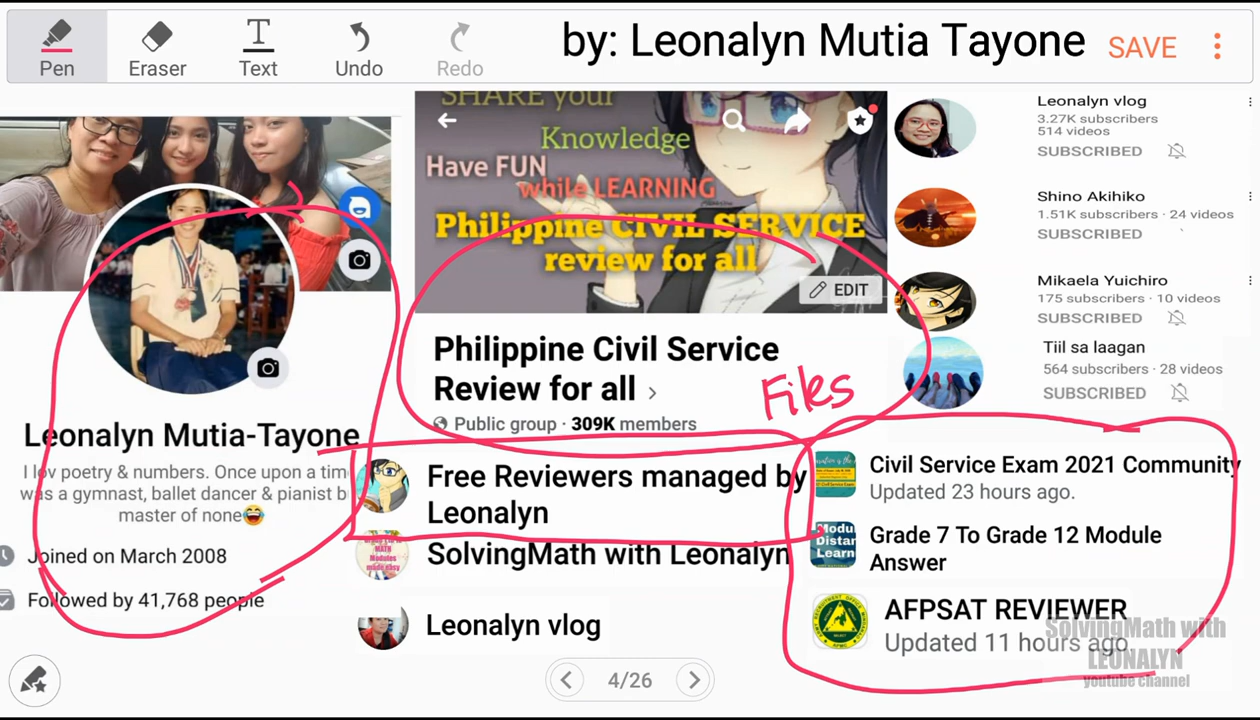 Pen
Eraser
Text
Undo
Redo
by: Leonalyn Mutia Tayone
SAVE
SHARE your
Knowledge
Have FUN
while LEARNING
Philippine CIVIL SERVICE
review for all
EDIT
Philippine Civil Service
Review for all
Public group · 309K members
Files
Leonalyn Mutia-Tayone
I lov poetry & numbers. Once upon a tim
was a gymnast, ballet dancer & pianist b
master of none😂
Joined on March 2008
Followed by 41,768 people
Free Reviewers managed by
Leonalyn
SolvingMath with Leonalyn
Leonalyn vlog
4/26
Leonalyn vlog
3.27K subscribers
514 videos
SUBSCRIBED
Shino Akihiko
1.51K subscribers · 24 videos
SUBSCRIBED
Mikaela Yuichiro
175 subscribers · 10 videos
SUBSCRIBED
Tiil sa laagan
564 subscribers · 28 videos
SUBSCRIBED
Civil Service Exam 2021 Community
Updated 23 hours ago.
Modu
Distan
Learn
Grade 7 To Grade 12 Module
Answer
AFPSAT REVIEWER
Updated 11 hours ago
SolvingMath with
LEONALYN
youtube channel